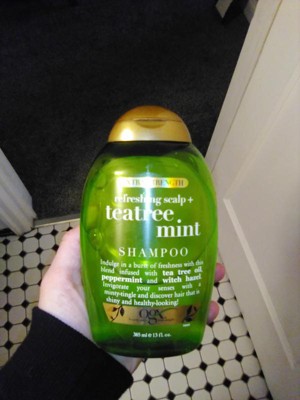 EXTRA STRENGTH
refreshing scalp +
teatree
mint
SHAMPOO
Indulge in a burst of freshness with this
blend infused with tea tree oil,
peppermint and witch hazel.
Invigorate your senses with a
minty-tingle and discover hair that is
shiny and healthy-looking!
OGX
385 ml ℮ 13 fl. oz.